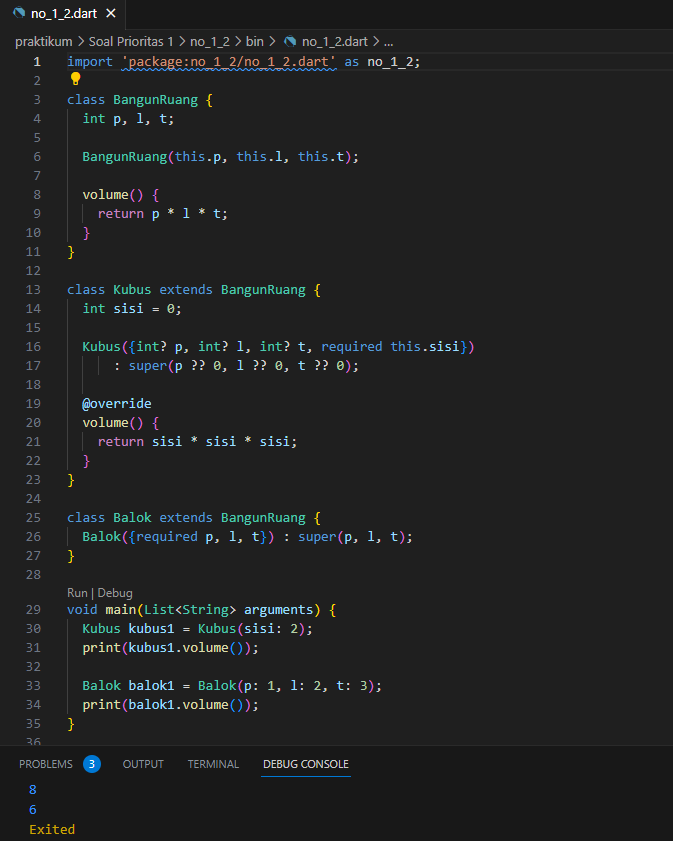 no_1_2.dart
praktikum > Soal Prioritas 1 > no_1_2 > bin > no_1_2.dart > ...
1 import 'package:no_1_2/no_1_2.dart' as no_1_2;
2
3 class BangunRuang {
4   int p, l, t;
5
6   BangunRuang(this.p, this.l, this.t);
7
8   volume() {
9     return p * l * t;
10   }
11 }
12
13 class Kubus extends BangunRuang {
14   int sisi = 0;
15
16   Kubus({int? p, int? l, int? t, required this.sisi})
17       : super(p ?? 0, l ?? 0, t ?? 0);
18
19   @override
20   volume() {
21     return sisi * sisi * sisi;
22   }
23 }
24
25 class Balok extends BangunRuang {
26   Balok({required p, l, t}) : super(p, l, t);
27 }
28
Run | Debug
29 void main(List<String> arguments) {
30   Kubus kubus1 = Kubus(sisi: 2);
31   print(kubus1.volume());
32
33   Balok balok1 = Balok(p: 1, l: 2, t: 3);
34   print(balok1.volume());
35 }
36
PROBLEMS 3 OUTPUT TERMINAL DEBUG CONSOLE
8
6
Exited